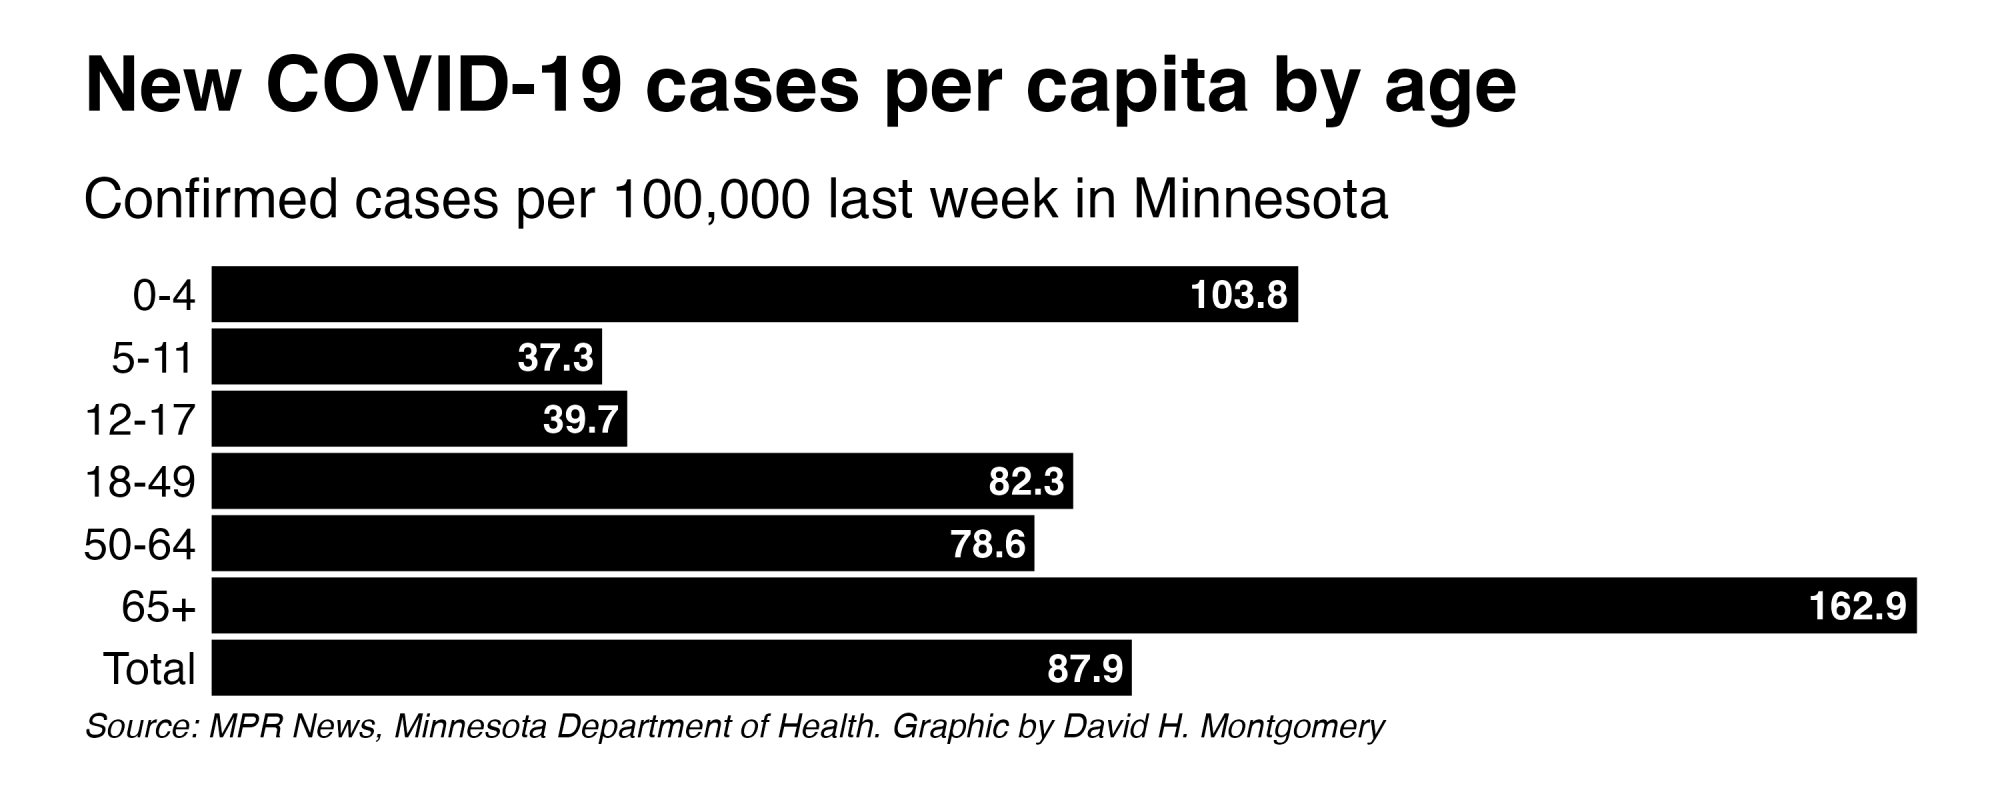 New COVID-19 cases per capita by age
Confirmed cases per 100,000 last week in Minnesota
0-4 103.8
5-11 37.3
12-17 39.7
18-49 82.3
50-64 78.6
65+ 162.9
Total 87.9
Source: MPR News, Minnesota Department of Health. Graphic by David H. Montgomery